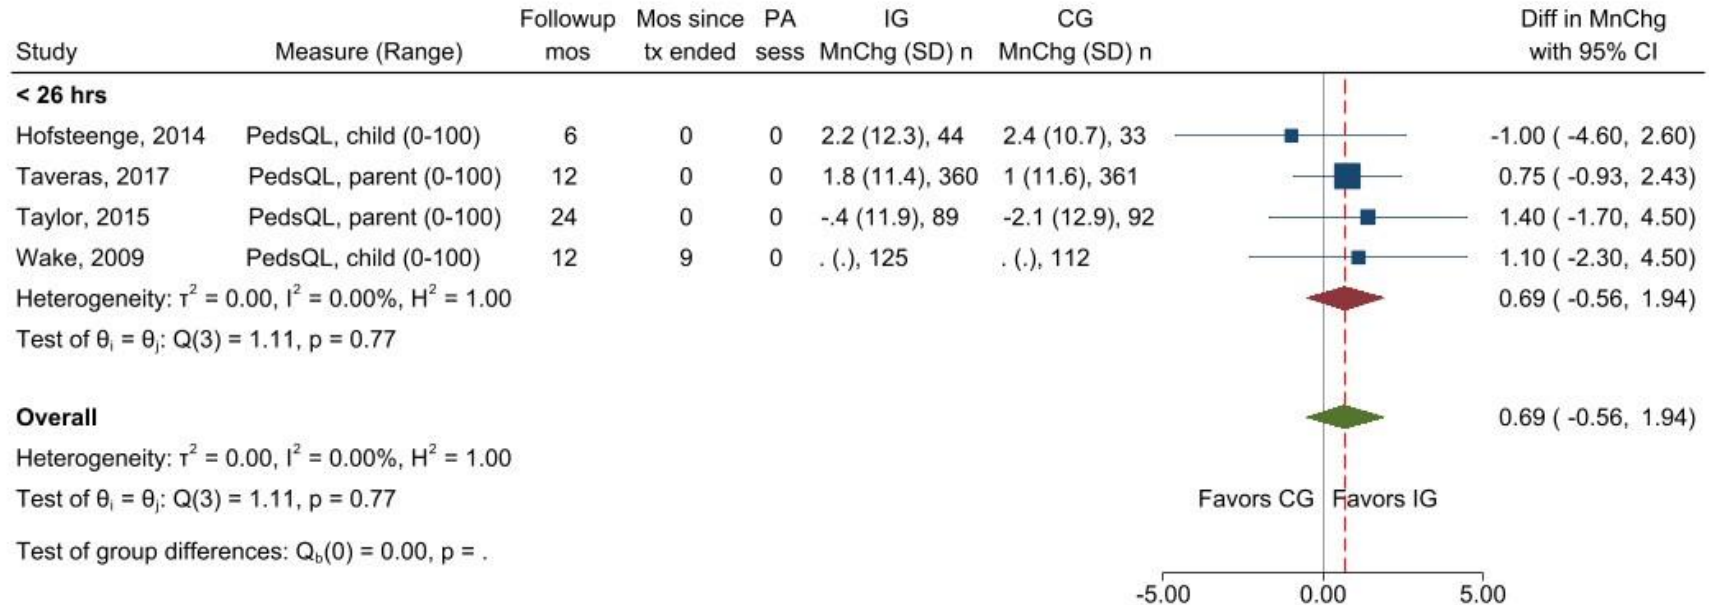 Followup Mos since PA IG CG Diff in MnChg
Study Measure (Range) mos tx ended sess MnChg (SD) n MnChg (SD) n with 95% CI
< 26 hrs
Hofsteenge, 2014 PedsQL, child (0-100) 6 0 0 2.2 (12.3), 44 2.4 (10.7), 33 -1.00 ( -4.60, 2.60)
Taveras, 2017 PedsQL, parent (0-100) 12 0 0 1.8 (11.4), 360 1 (11.6), 361 0.75 ( -0.93, 2.43)
Taylor, 2015 PedsQL, parent (0-100) 24 0 0 -.4 (11.9), 89 -2.1 (12.9), 92 1.40 ( -1.70, 4.50)
Wake, 2009 PedsQL, child (0-100) 12 9 0 . (.), 125 . (.), 112 1.10 ( -2.30, 4.50)
Heterogeneity: τ² = 0.00, I² = 0.00%, H² = 1.00 0.69 ( -0.56, 1.94)
Test of θᵢ = θⱼ: Q(3) = 1.11, p = 0.77
Overall 0.69 ( -0.56, 1.94)
Heterogeneity: τ² = 0.00, I² = 0.00%, H² = 1.00
Test of θᵢ = θⱼ: Q(3) = 1.11, p = 0.77 Favors CG Favors IG
Test of group differences: Q_b(0) = 0.00, p = .
-5.00 0.00 5.00